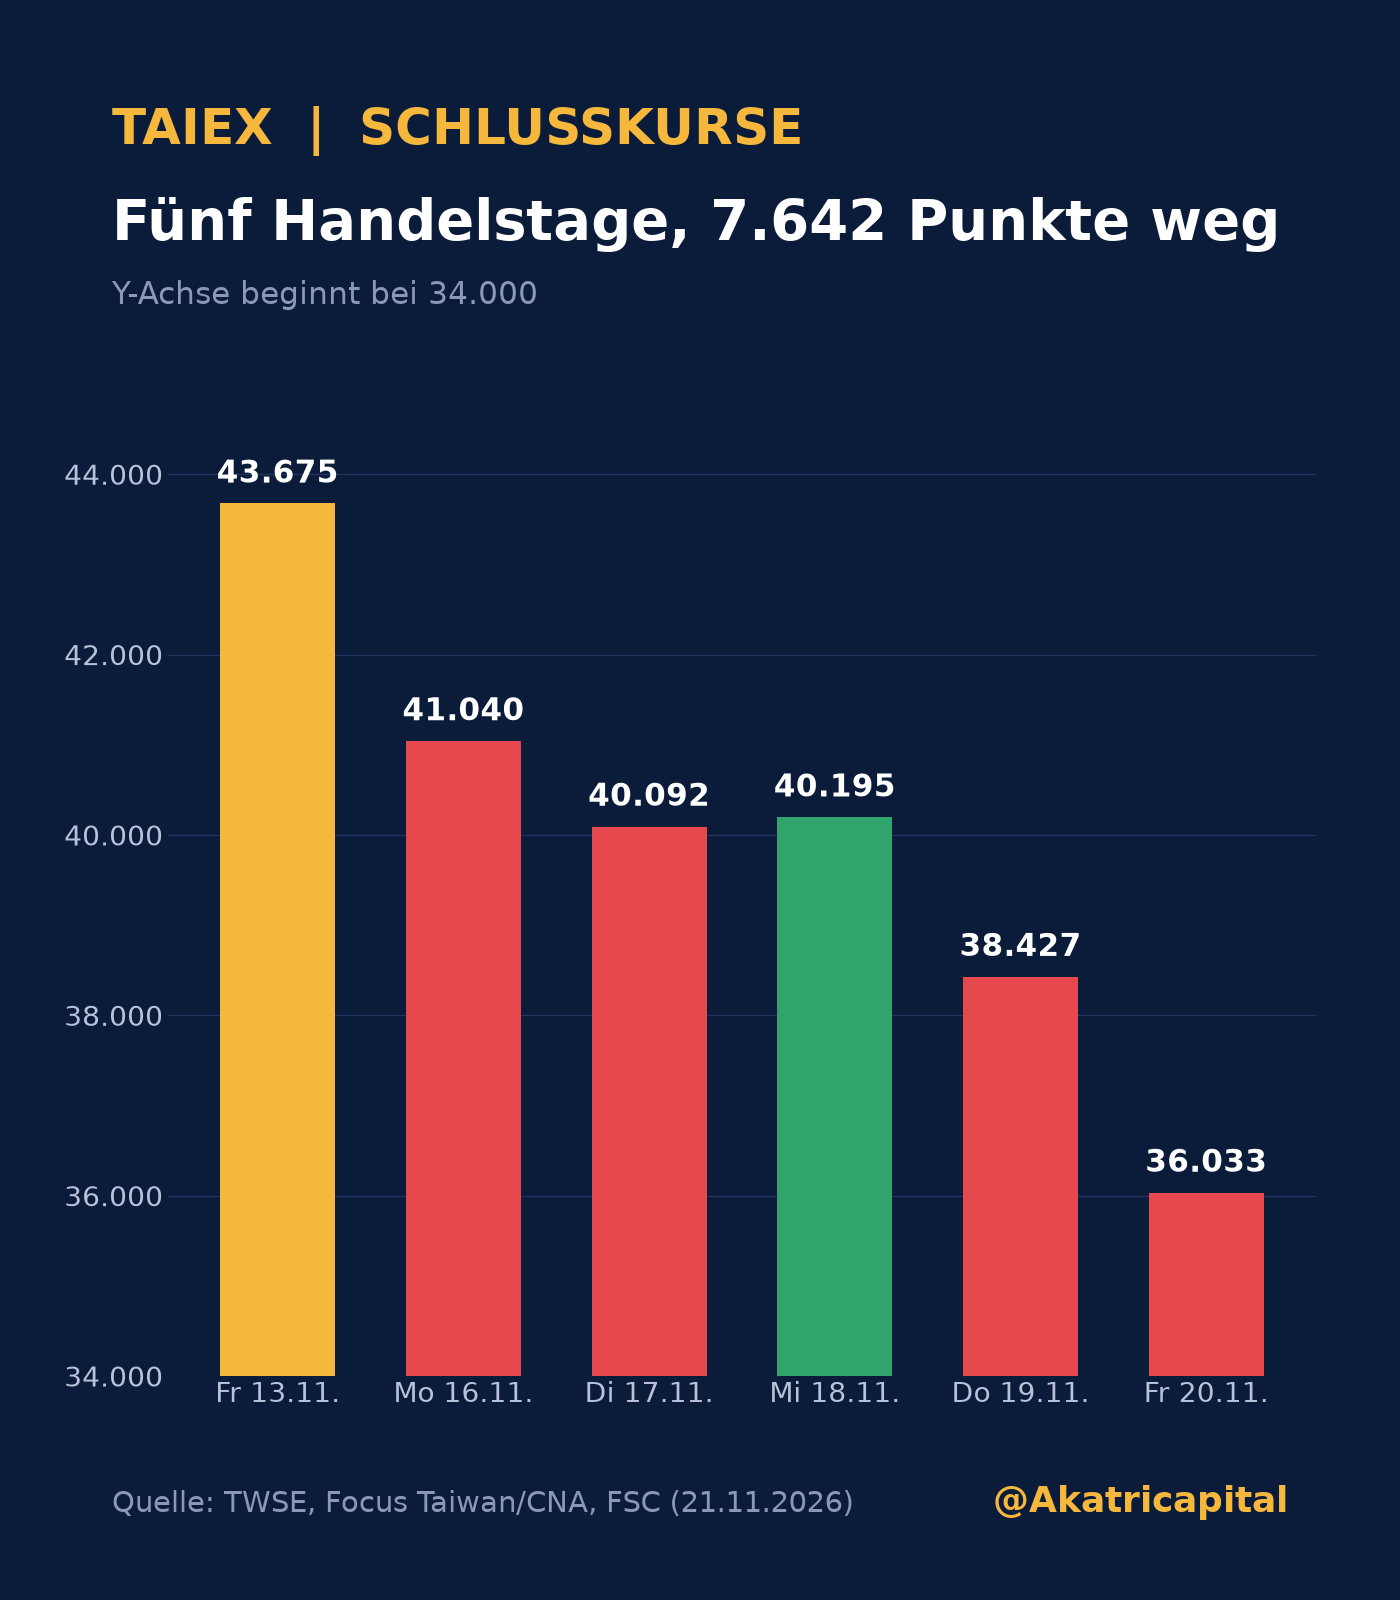 TAIEX | SCHLUSSKURSE
Fünf Handelstage, 7.642 Punkte weg
Y-Achse beginnt bei 34.000
44.000
43.675
42.000
41.040
40.092
40.195
40.000
38.427
38.000
36.033
36.000
34.000
Fr 13.11. Mo 16.11. Di 17.11. Mi 18.11. Do 19.11. Fr 20.11.
Quelle: TWSE, Focus Taiwan/CNA, FSC (21.11.2026)
@Akatricapital